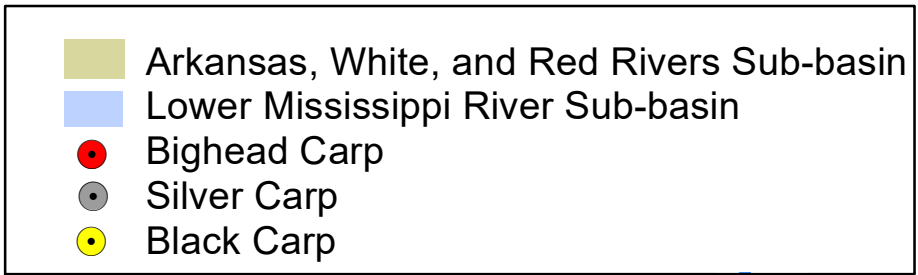 Arkansas, White, and Red Rivers Sub-basin
Lower Mississippi River Sub-basin
Bighead Carp
Silver Carp
Black Carp